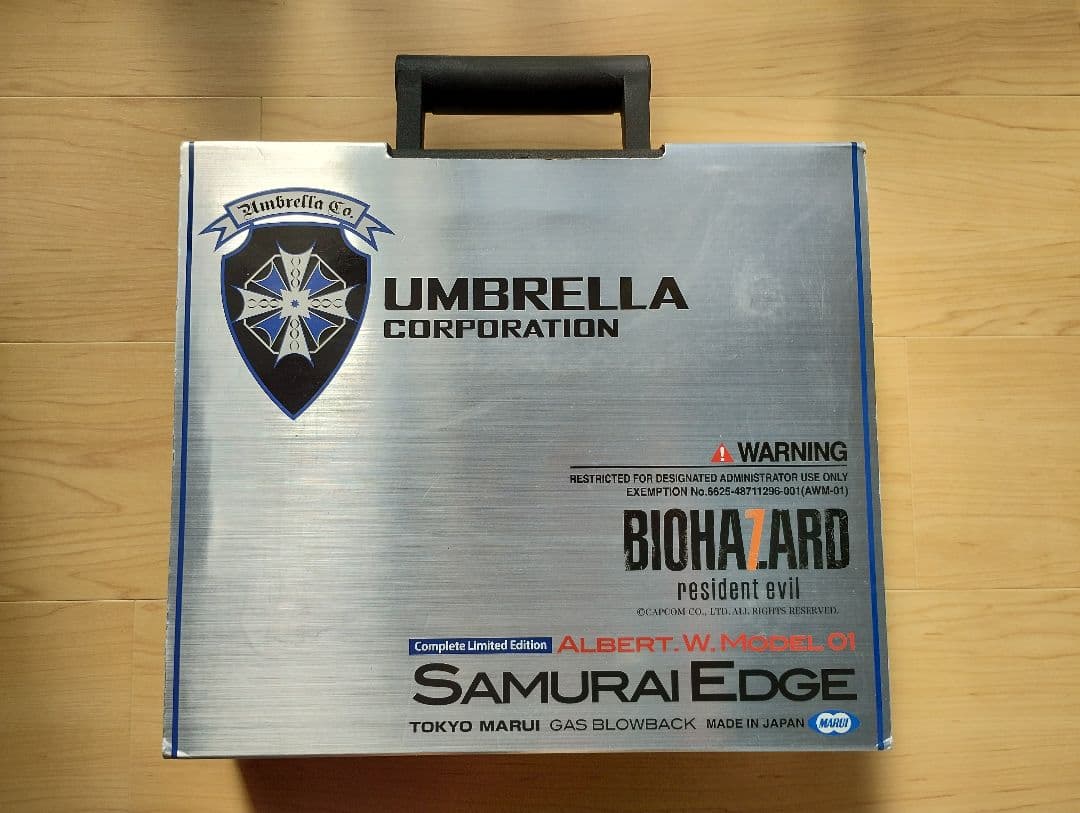 Umbrella Co.
UMBRELLA
CORPORATION
WARNING
RESTRICTED FOR DESIGNATED ADMINISTRATOR USE ONLY
EXEMPTION No.6625-48711296-001(AWM-01)
BIOHA7ARD
resident evil
©CAPCOM CO., LTD. ALL RIGHTS RESERVED.
Complete Limited Edition ALBERT.W.MODEL 01
SAMURAI EDGE
TOKYO MARUI GAS BLOWBACK MADE IN JAPAN MARUI